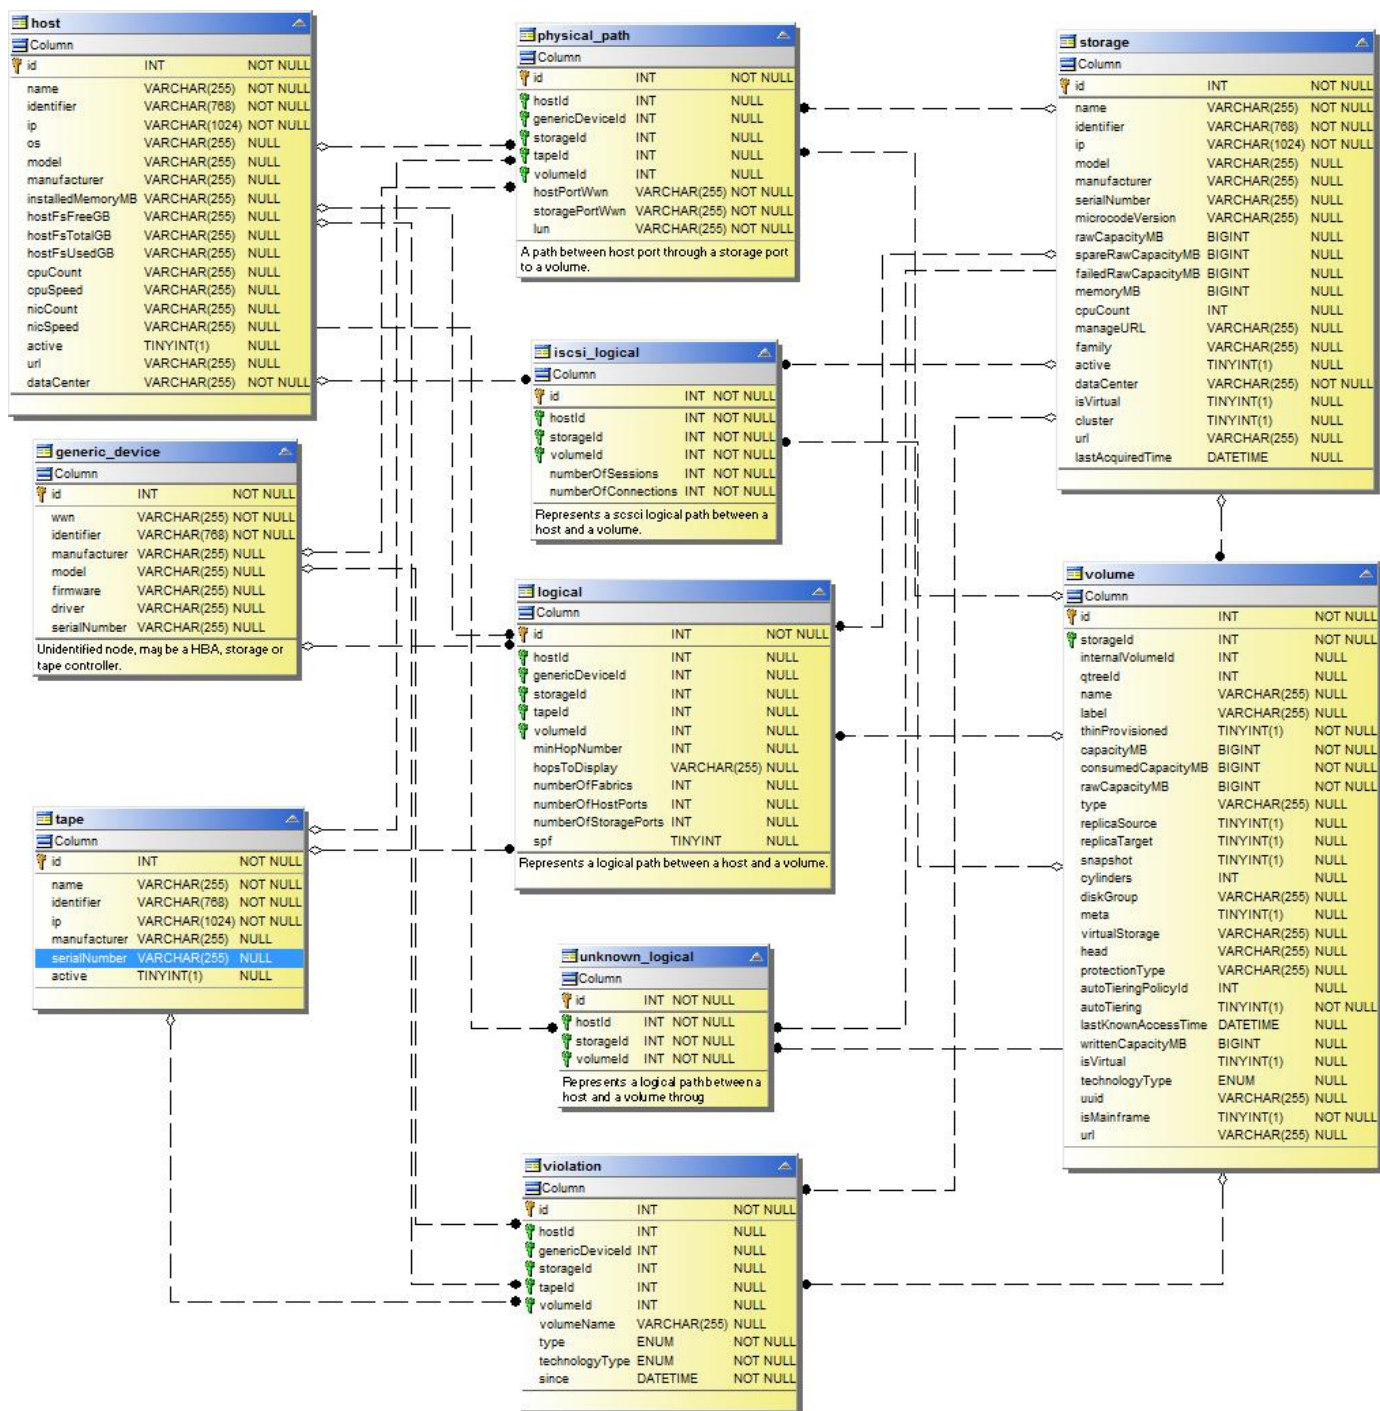 host
Column
id INT NOT NULL
name VARCHAR(255) NOT NULL
identifier VARCHAR(768) NOT NULL
ip VARCHAR(1024) NOT NULL
os VARCHAR(255) NULL
model VARCHAR(255) NULL
manufacturer VARCHAR(255) NULL
installedMemoryMB VARCHAR(255) NULL
hostFsFreeGB VARCHAR(255) NULL
hostFsTotalGB VARCHAR(255) NULL
hostFsUsedGB VARCHAR(255) NULL
cpuCount VARCHAR(255) NULL
cpuSpeed VARCHAR(255) NULL
nicCount VARCHAR(255) NULL
nicSpeed VARCHAR(255) NULL
active TINYINT(1) NULL
url VARCHAR(255) NULL
dataCenter VARCHAR(255) NOT NULL
generic_device
Column
id INT NOT NULL
wwn VARCHAR(255) NOT NULL
identifier VARCHAR(768) NOT NULL
manufacturer VARCHAR(255) NULL
model VARCHAR(255) NULL
firmware VARCHAR(255) NULL
driver VARCHAR(255) NULL
serialNumber VARCHAR(255) NULL
Unidentified node, may be a HBA, storage or
tape controller.
tape
Column
id INT NOT NULL
name VARCHAR(255) NOT NULL
identifier VARCHAR(768) NOT NULL
ip VARCHAR(1024) NOT NULL
manufacturer VARCHAR(255) NULL
serialNumber VARCHAR(255) NULL
active TINYINT(1) NULL
physical_path
Column
id INT NOT NULL
hostId INT NULL
genericDeviceId INT NULL
storageId INT NULL
tapeId INT NULL
volumeId INT NULL
hostPortWwn VARCHAR(255) NOT NULL
storagePortWwn VARCHAR(255) NOT NULL
lun VARCHAR(255) NOT NULL
A path between host port through a storage port
to a volume.
iscsi_logical
Column
id INT NOT NULL
hostId INT NOT NULL
storageId INT NOT NULL
volumeId INT NOT NULL
numberOfSessions INT NOT NULL
numberOfConnections INT NOT NULL
Represents a scsci logical path between a
host and a volume.
logical
Column
id INT NOT NULL
hostId INT NULL
genericDeviceId INT NULL
storageId INT NULL
tapeId INT NULL
volumeId INT NULL
minHopNumber INT NULL
hopsToDisplay VARCHAR(255) NULL
numberOfFabrics INT NULL
numberOfHostPorts INT NULL
numberOfStoragePorts INT NULL
spf TINYINT NULL
Represents a logical path between a host and a volume.
unknown_logical
Column
id INT NOT NULL
hostId INT NOT NULL
storageId INT NOT NULL
volumeId INT NOT NULL
Represents a logical path between a
host and a volume throug
violation
Column
id INT NOT NULL
hostId INT NULL
genericDeviceId INT NULL
storageId INT NULL
tapeId INT NULL
volumeId INT NULL
volumeName VARCHAR(255) NULL
type ENUM NOT NULL
technologyType ENUM NOT NULL
since DATETIME NOT NULL
storage
Column
id INT NOT NULL
name VARCHAR(255) NOT NULL
identifier VARCHAR(768) NOT NULL
ip VARCHAR(1024) NOT NULL
model VARCHAR(255) NULL
manufacturer VARCHAR(255) NULL
serialNumber VARCHAR(255) NULL
microcodeVersion VARCHAR(255) NULL
rawCapacityMB BIGINT NULL
spareRawCapacityMB BIGINT NULL
failedRawCapacityMB BIGINT NULL
memoryMB BIGINT NULL
cpuCount INT NULL
manageURL VARCHAR(255) NULL
family VARCHAR(255) NULL
active TINYINT(1) NULL
dataCenter VARCHAR(255) NOT NULL
isVirtual TINYINT(1) NULL
cluster TINYINT(1) NULL
url VARCHAR(255) NULL
lastAcquiredTime DATETIME NULL
volume
Column
id INT NOT NULL
storageId INT NOT NULL
internalVolumeId INT NULL
qtreeId INT NULL
name VARCHAR(255) NULL
label VARCHAR(255) NULL
thinProvisioned TINYINT(1) NOT NULL
capacityMB BIGINT NOT NULL
consumedCapacityMB BIGINT NOT NULL
rawCapacityMB BIGINT NOT NULL
type VARCHAR(255) NULL
replicaSource TINYINT(1) NULL
replicaTarget TINYINT(1) NULL
snapshot TINYINT(1) NULL
cylinders INT NULL
diskGroup VARCHAR(255) NULL
meta TINYINT(1) NULL
virtualStorage VARCHAR(255) NULL
head VARCHAR(255) NULL
protectionType VARCHAR(255) NULL
autoTieringPolicyId INT NULL
autoTiering TINYINT(1) NOT NULL
lastKnownAccessTime DATETIME NULL
writtenCapacityMB BIGINT NULL
isVirtual TINYINT(1) NULL
technologyType ENUM NULL
uuid VARCHAR(255) NULL
isMainframe TINYINT(1) NOT NULL
url VARCHAR(255) NULL